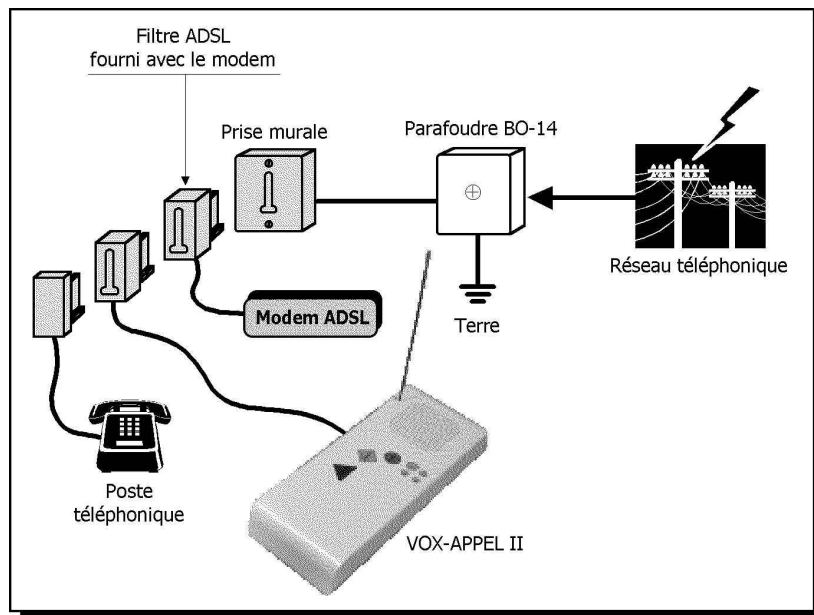 Filtre ADSL
fourni avec le modem
Prise murale
Parafoudre BO-14
Réseau téléphonique
Terre
Modem ADSL
Poste
téléphonique
VOX-APPEL II